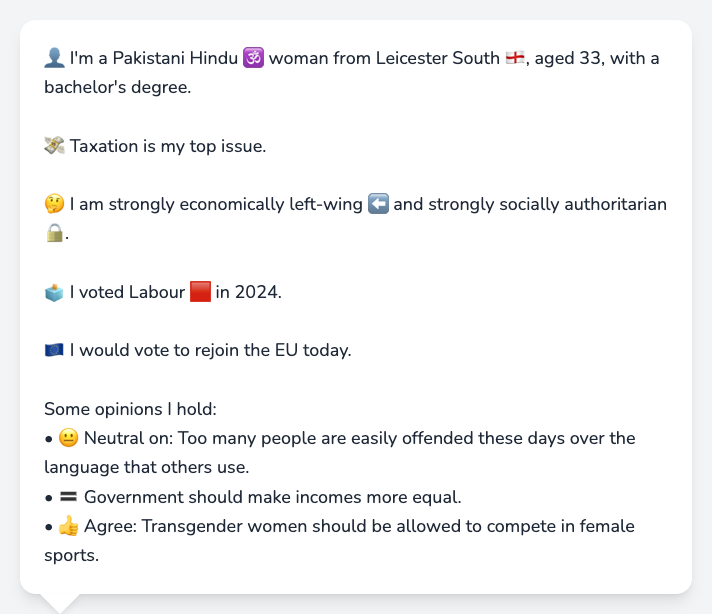 👤 I'm a Pakistani Hindu 🕉️ woman from Leicester South 🏴󠁧󠁢󠁥󠁮󠁧󠁿, aged 33, with a
bachelor's degree.
💸 Taxation is my top issue.
🤔 I am strongly economically left-wing ⬅️ and strongly socially authoritarian
🔒.
🗳️ I voted Labour 🟥 in 2024.
🇪🇺 I would vote to rejoin the EU today.
Some opinions I hold:
• 😐 Neutral on: Too many people are easily offended these days over the
language that others use.
• 🟰 Government should make incomes more equal.
• 👍 Agree: Transgender women should be allowed to compete in female
sports.